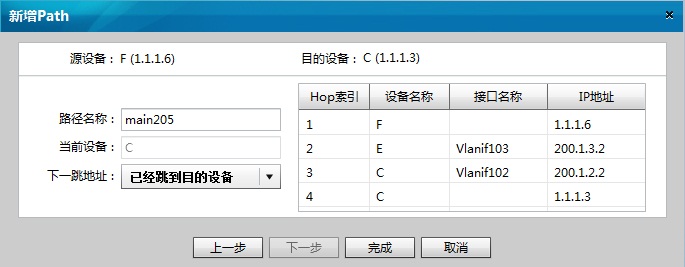 新增Path
源设备： F (1.1.1.6) 目的设备： C (1.1.1.3)
路径名称： main205
当前设备： C
下一跳地址： 已经跳到目的设备
Hop索引 设备名称 接口名称 IP地址
1 F 1.1.1.6
2 E Vlanif103 200.1.3.2
3 C Vlanif102 200.1.2.2
4 C 1.1.1.3
上一步 下一步 完成 取消